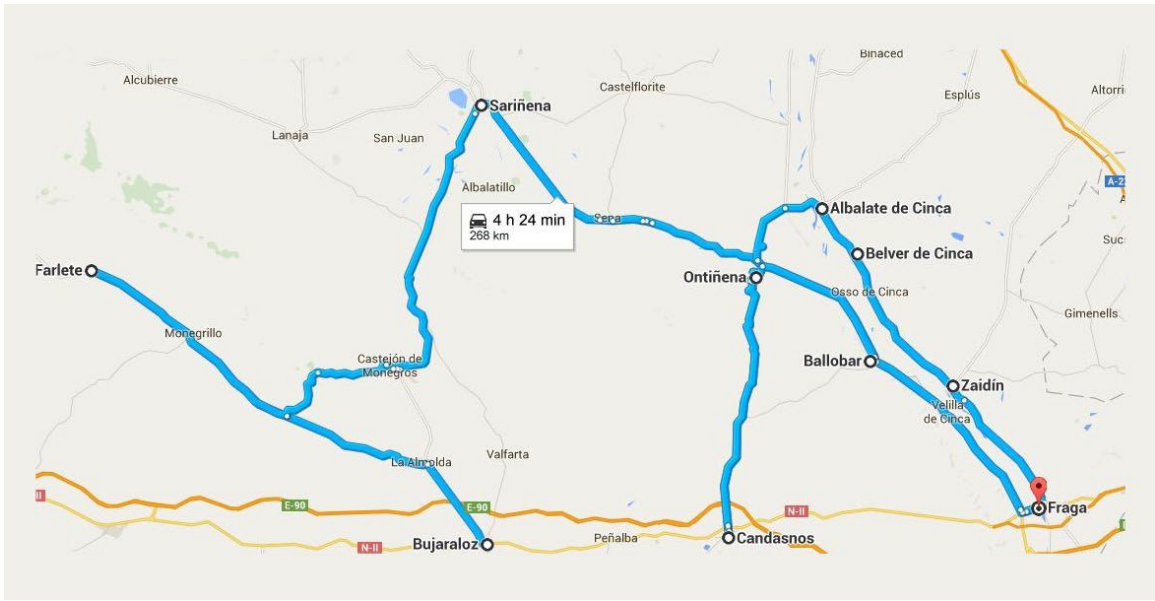 Binaced
Alcubierre
Castelflorite
Esplús
Altorri
Sariñena
Lanaja
San Juan
A-22
Albalatillo
Albalate de Cinca
4 h 24 min
268 km
Sena
Suc
Belver de Cinca
Farlete
Ontiñena
Osso de Cinca
Gimenells
Monegrillo
Castejón de
Monegros
Ballobar
Zaidín
Velilla
de Cinca
La Almolda
Valfarta
E-90
E-90
N-II
Fraga
Peñalba
Candasnos
N-II
Bujaraloz